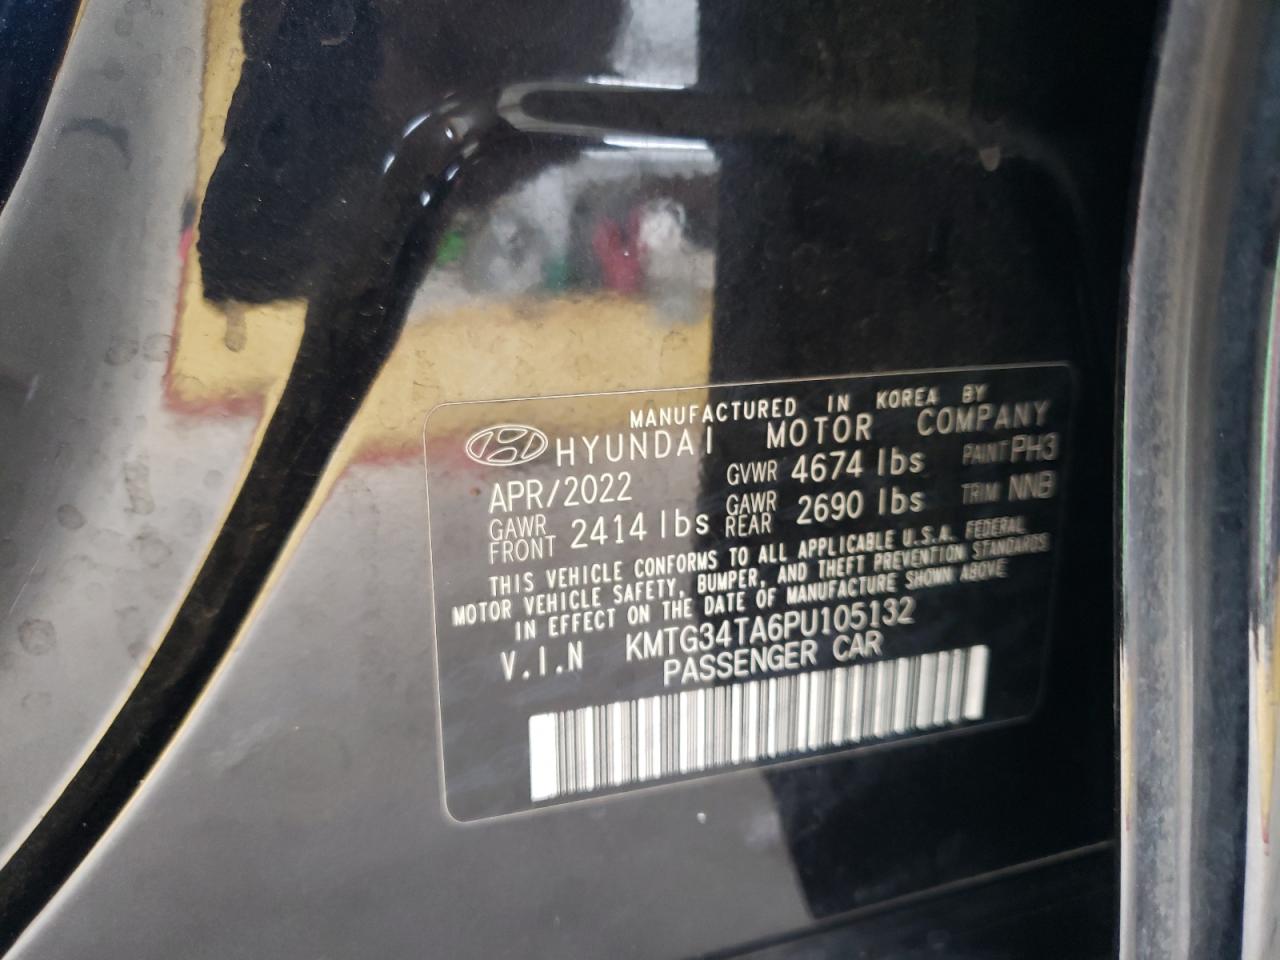 MANUFACTURED IN KOREA BY
HYUNDAI MOTOR COMPANY
APR/2022 GVWR 4674 lbs PAINT PH3
GAWR FRONT 2414 lbs GAWR REAR 2690 lbs TRIM NNB
THIS VEHICLE CONFORMS TO ALL APPLICABLE U.S.A. FEDERAL
MOTOR VEHICLE SAFETY, BUMPER, AND THEFT PREVENTION STANDARDS
IN EFFECT ON THE DATE OF MANUFACTURE SHOWN ABOVE
V.I.N KMTG34TA6PU105132
PASSENGER CAR